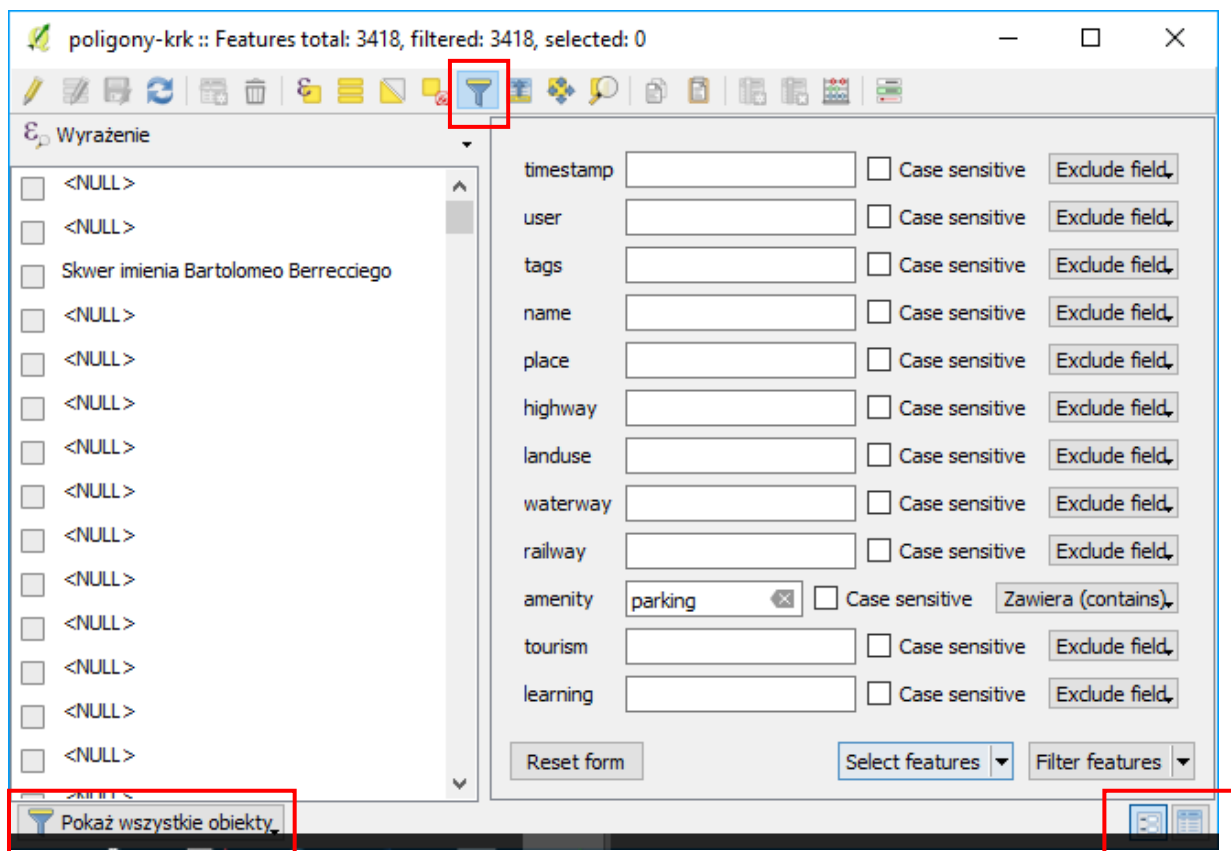 poligony-krk :: Features total: 3418, filtered: 3418, selected: 0
Wyrażenie
<NULL>
<NULL>
Skwer imienia Bartolomeo Berrecciego
<NULL>
<NULL>
<NULL>
<NULL>
<NULL>
<NULL>
<NULL>
<NULL>
<NULL>
<NULL>
<NULL>
<NULL>
timestamp Case sensitive Exclude field
user Case sensitive Exclude field
tags Case sensitive Exclude field
name Case sensitive Exclude field
place Case sensitive Exclude field
highway Case sensitive Exclude field
landuse Case sensitive Exclude field
waterway Case sensitive Exclude field
railway Case sensitive Exclude field
amenity parking Case sensitive Zawiera (contains)
tourism Case sensitive Exclude field
learning Case sensitive Exclude field
Reset form Select features Filter features
Pokaż wszystkie obiekty